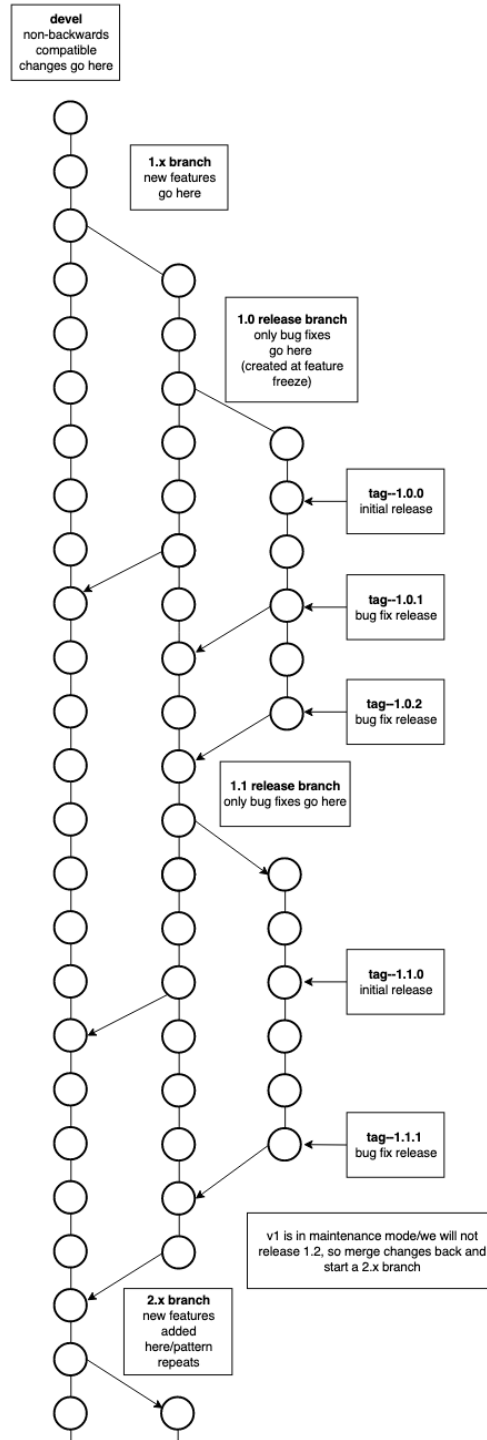 devel
non-backwards
compatible
changes go here
1.x branch
new features
go here
1.0 release branch
only bug fixes
go here
(created at feature
freeze)
tag--1.0.0
initial release
tag--1.0.1
bug fix release
tag--1.0.2
bug fix release
1.1 release branch
only bug fixes go here
tag--1.1.0
initial release
tag--1.1.1
bug fix release
v1 is in maintenance mode/we will not
release 1.2, so merge changes back and
start a 2.x branch
2.x branch
new features
added
here/pattern
repeats